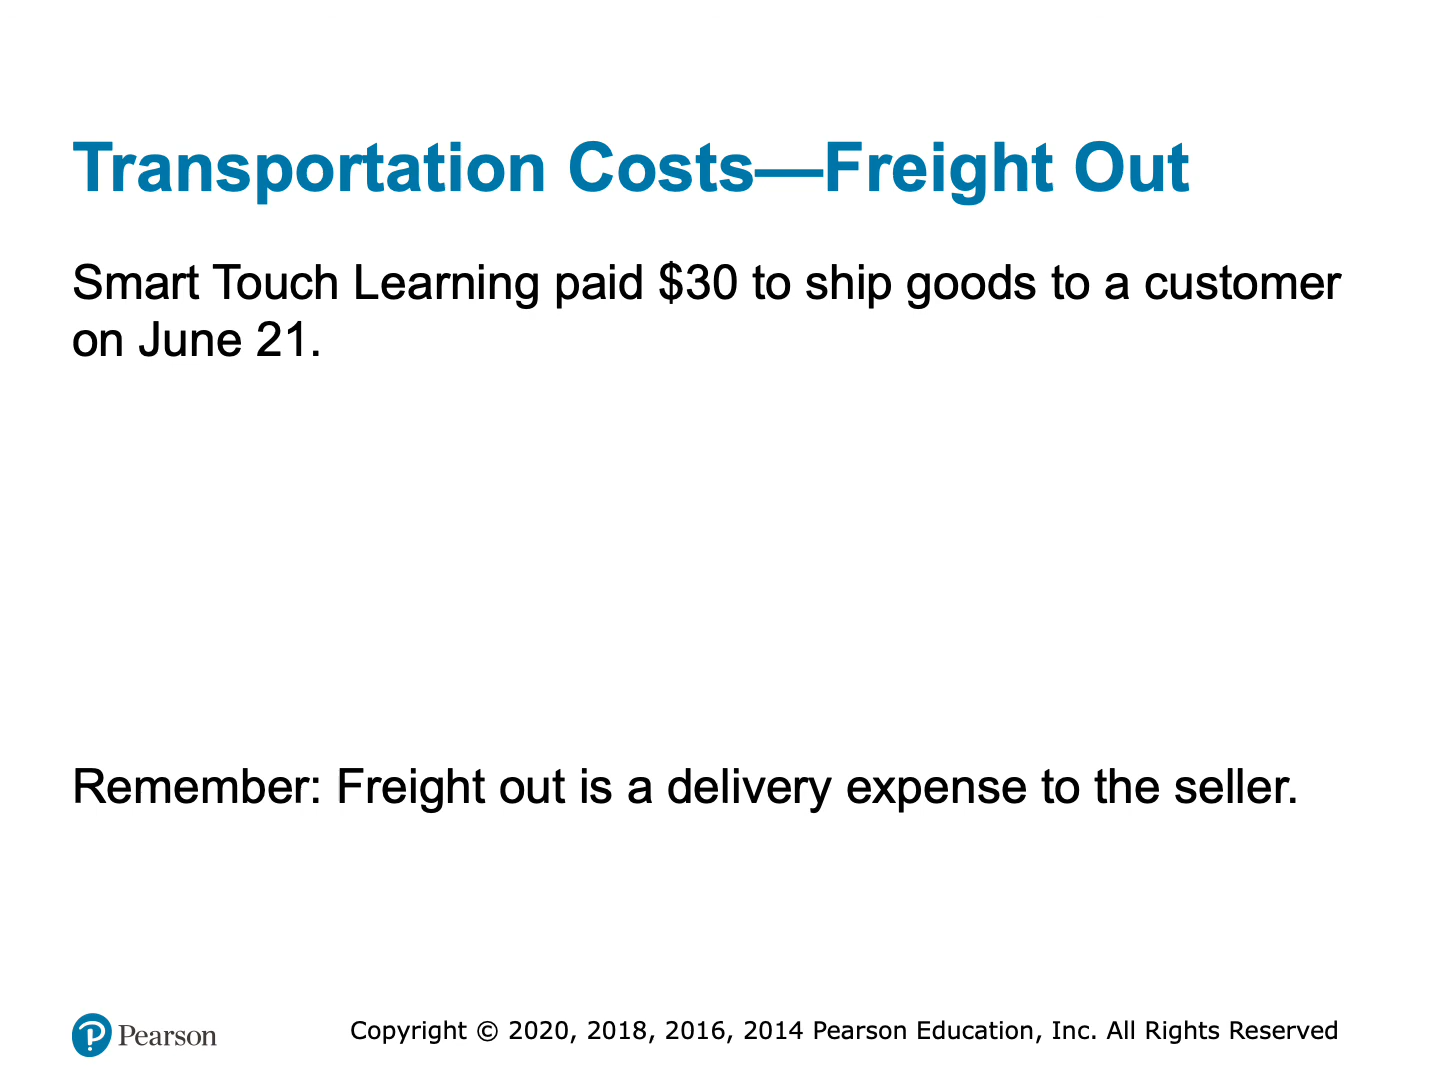 Transportation Costs—Freight Out
Smart Touch Learning paid $30 to ship goods to a customer
on June 21.
Remember: Freight out is a delivery expense to the seller.
Pearson
Copyright © 2020, 2018, 2016, 2014 Pearson Education, Inc. All Rights Reserved